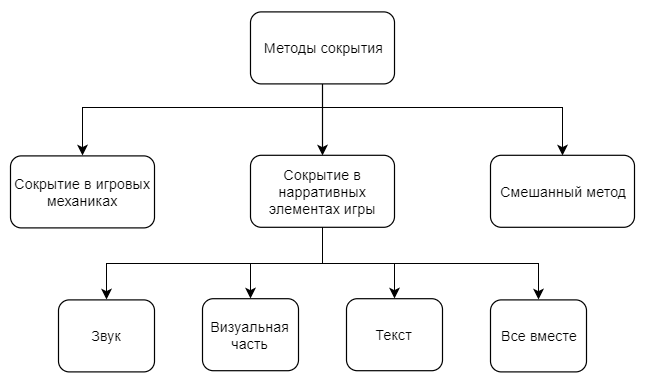 Методы сокрытия
Сокрытие в игровых
механиках
Сокрытие в
нарративных
элементах игры
Смешанный метод
Звук
Визуальная
часть
Текст
Все вместе